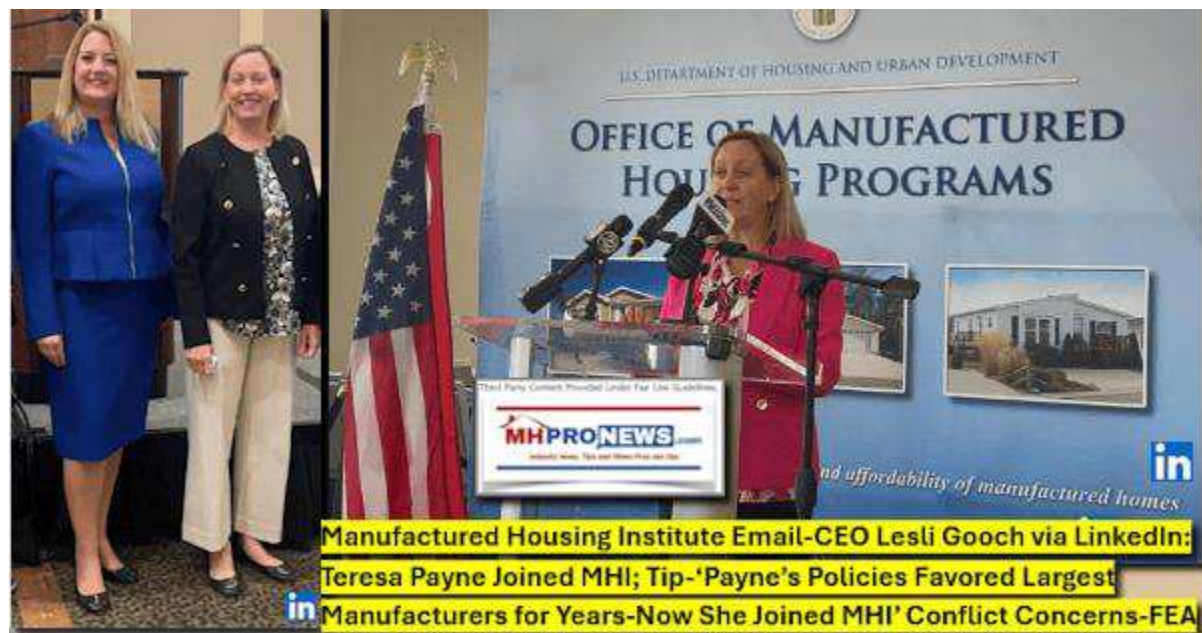 U.S. DEPARTMENT OF HOUSING AND URBAN DEVELOPMENT
OFFICE OF MANUFACTURED
HOU G PROGRAMS
Third Party Content Provided Under Fair Use Guidelines.
MHPRONEWS.com
Industry News, Tips and Views Pros can Use
nd affordability of manufactured homes
in
in
Manufactured Housing Institute Email-CEO Lesli Gooch via LinkedIn:
Teresa Payne Joined MHI; Tip-‘Payne’s Policies Favored Largest
Manufacturers for Years-Now She Joined MHI’ Conflict Concerns-FEA